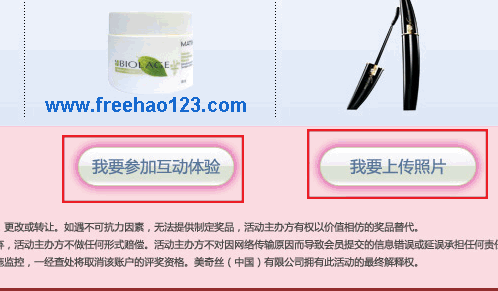 MATRIX
BIOLAGE
www.freehao123.com
我要参加互动体验
我要上传照片
更改或转让。如遇不可抗力因素，无法提供制定奖品，活动主办方有权以价值相仿的奖品替代。
，活动主办方不做任何形式赔偿。活动主办方不对因网络传输原因而导致会员提交的信息错误或延误承担任何责
监控，一经查处将取消该账户的评奖资格。美奇丝（中国）有限公司拥有此活动的最终解释权。